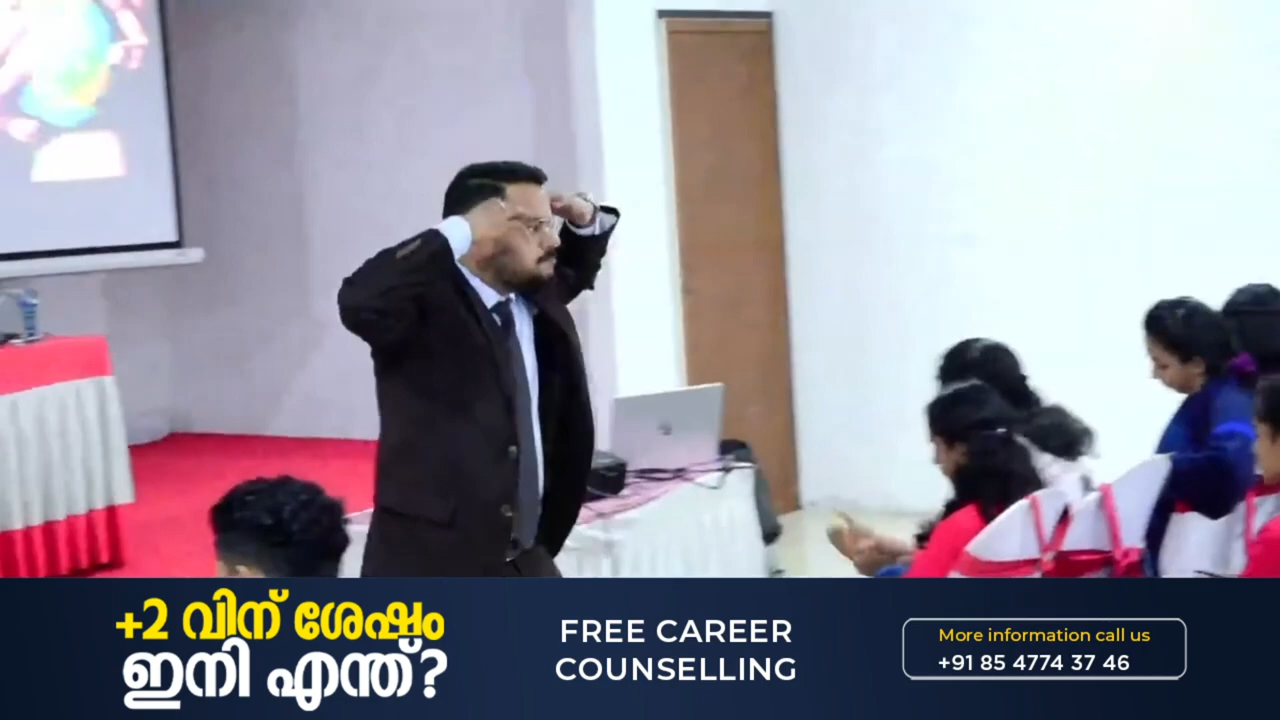 +2 വിന് ശേഷം
ഇനി എന്ത്?
FREE CAREER
COUNSELLING
More information call us
+91 85 4774 37 46